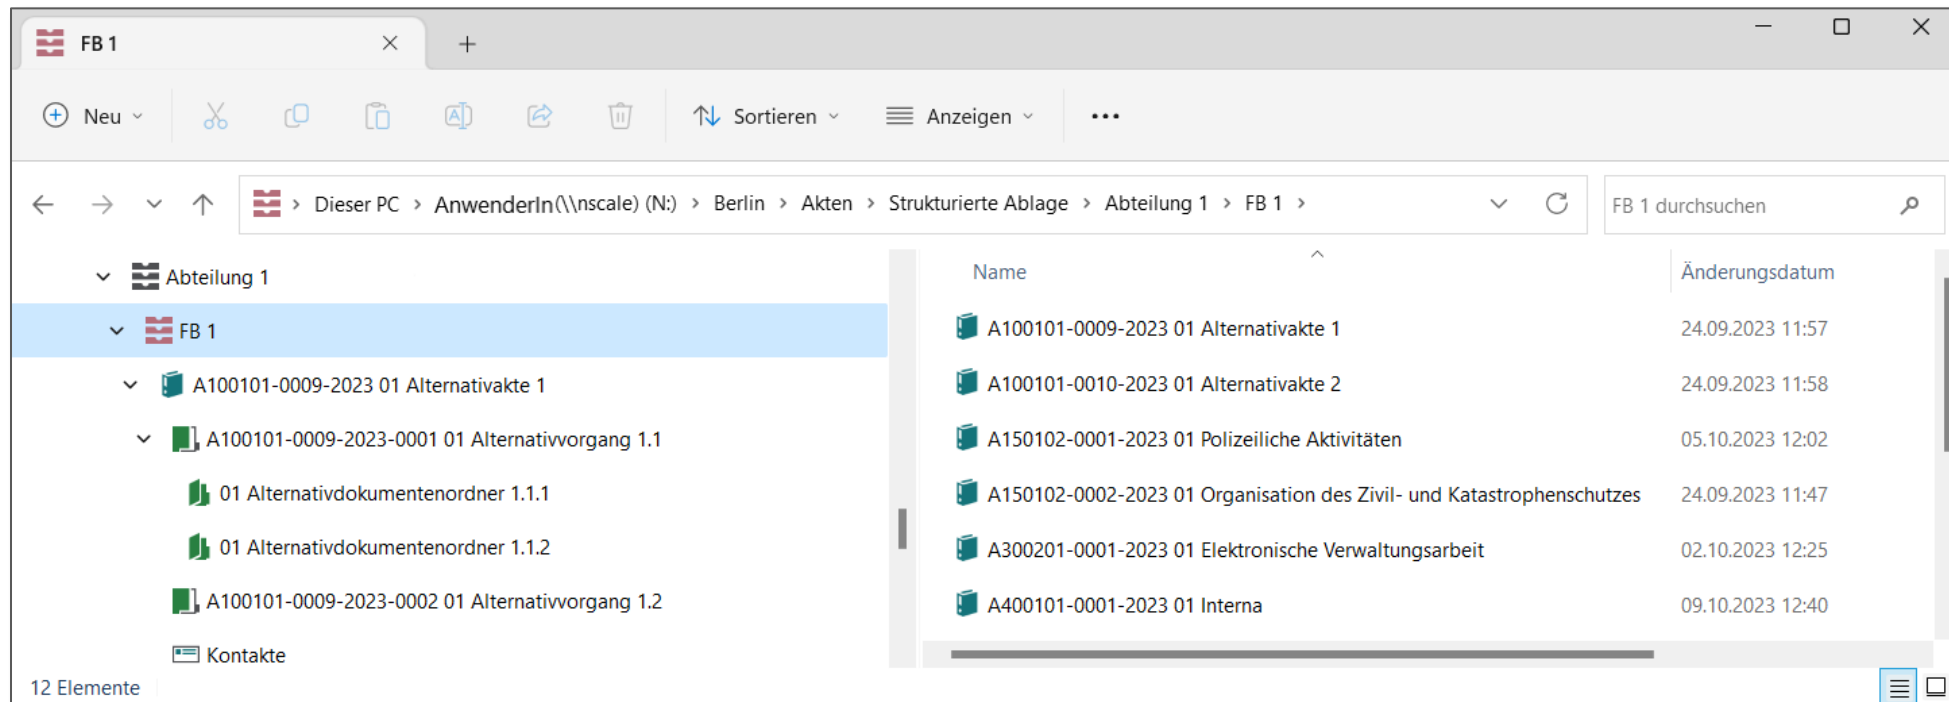 FB 1
Neu
Sortieren
Anzeigen
Dieser PC > AnwenderIn(\\nscale) (N:) > Berlin > Akten > Strukturierte Ablage > Abteilung 1 > FB 1 >
FB 1 durchsuchen
Abteilung 1
FB 1
A100101-0009-2023 01 Alternativakte 1
A100101-0009-2023-0001 01 Alternativvorgang 1.1
01 Alternativdokumentenordner 1.1.1
01 Alternativdokumentenordner 1.1.2
A100101-0009-2023-0002 01 Alternativvorgang 1.2
Kontakte
Name Änderungsdatum
A100101-0009-2023 01 Alternativakte 1 24.09.2023 11:57
A100101-0010-2023 01 Alternativakte 2 24.09.2023 11:58
A150102-0001-2023 01 Polizeiliche Aktivitäten 05.10.2023 12:02
A150102-0002-2023 01 Organisation des Zivil- und Katastrophenschutzes 24.09.2023 11:47
A300201-0001-2023 01 Elektronische Verwaltungsarbeit 02.10.2023 12:25
A400101-0001-2023 01 Interna 09.10.2023 12:40
12 Elemente